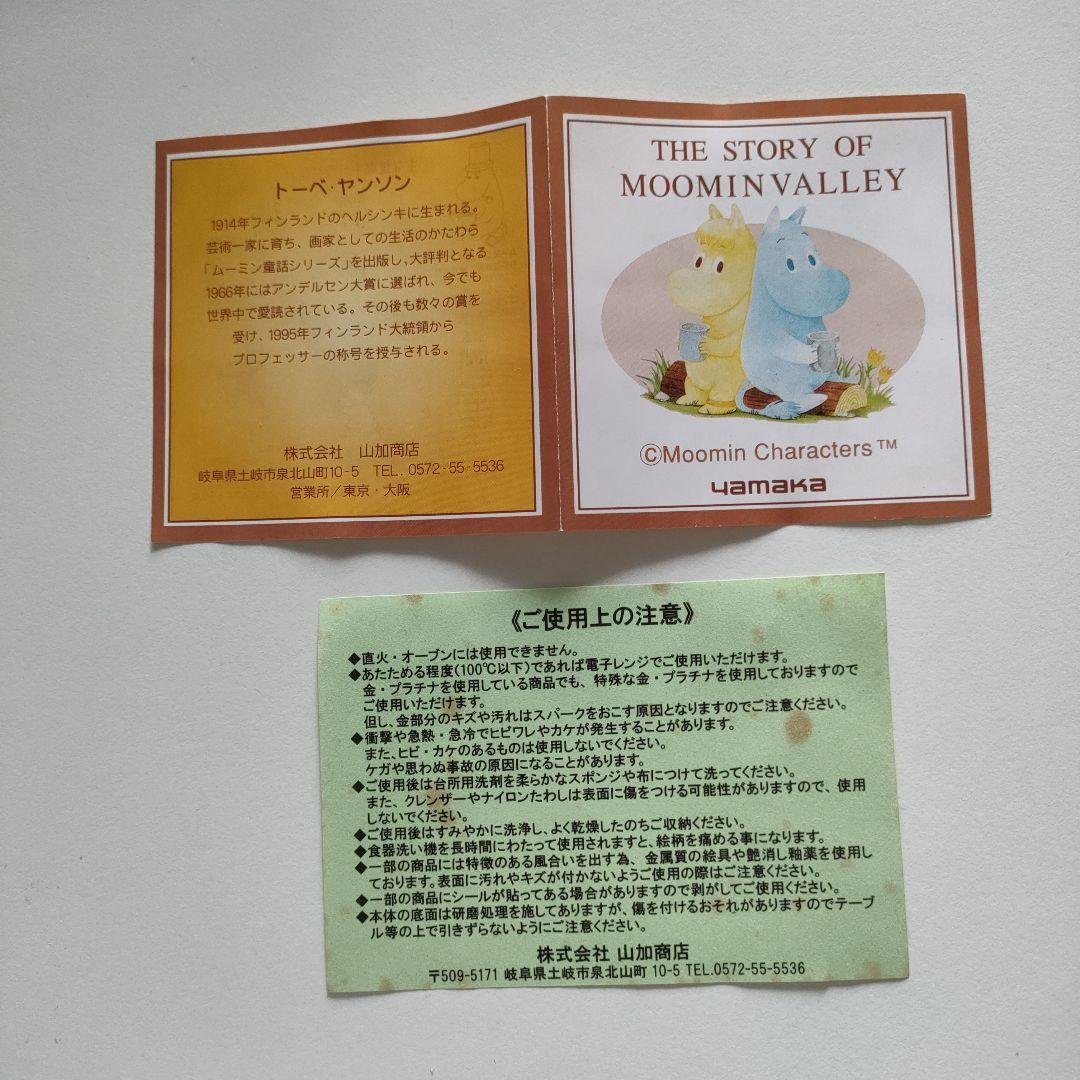 トーベ・ヤンソン
1914年フィンランドのヘルシンキに生まれる。
芸術一家に育ち、画家としての生活のかたわら
「ムーミン童話シリーズ」を出版し、大評判となる
1966年にはアンデルセン大賞に選ばれ、今でも
世界中で愛読されている。その後も数々の賞を
受け、1995年フィンランド大統領から
プロフェッサーの称号を授与される。
株式会社 山加商店
岐阜県土岐市泉北山町10-5 TEL. 0572-55-5536
営業所／東京・大阪
THE STORY OF
MOOMINVALLEY
©Moomin Characters™
yamaka
《ご使用上の注意》
◆直火・オーブンには使用できません。
◆あたためる程度(100℃以下)であれば電子レンジでご使用いただけます。
金・プラチナを使用している商品でも、特殊な金・プラチナを使用しておりますので
ご使用いただけます。
但し、金部分のキズや汚れはスパークをおこす原因となりますのでご注意ください。
◆衝撃や急熱・急冷でヒビワレやカケが発生することがあります。
また、ヒビ・カケのあるものは使用しないでください。
ケガや思わぬ事故の原因になることがあります。
◆ご使用後は台所用洗剤を柔らかなスポンジや布につけて洗ってください。
また、クレンザーやナイロンたわしは表面に傷をつける可能性がありますので、使用
しないでください。
◆ご使用後はすみやかに洗浄し、よく乾燥したのちご収納ください。
◆食器洗い機を長時間にわたって使用されますと、絵柄を痛める事になります。
◆一部の商品には特徴のある風合いを出す為、金属質の絵具や艶消し釉薬を使用し
ております。表面に汚れやキズが付かないようご使用の際はご注意ください。
◆一部の商品にシールが貼ってある場合がありますので剥がしてご使用ください。
◆本体の底面は研磨処理を施してありますが、傷を付けるおそれがありますのでテーブ
ル等の上で引きずらないようにご注意ください。
株式会社 山加商店
〒509-5171 岐阜県土岐市泉北山町 10-5 TEL.0572-55-5536